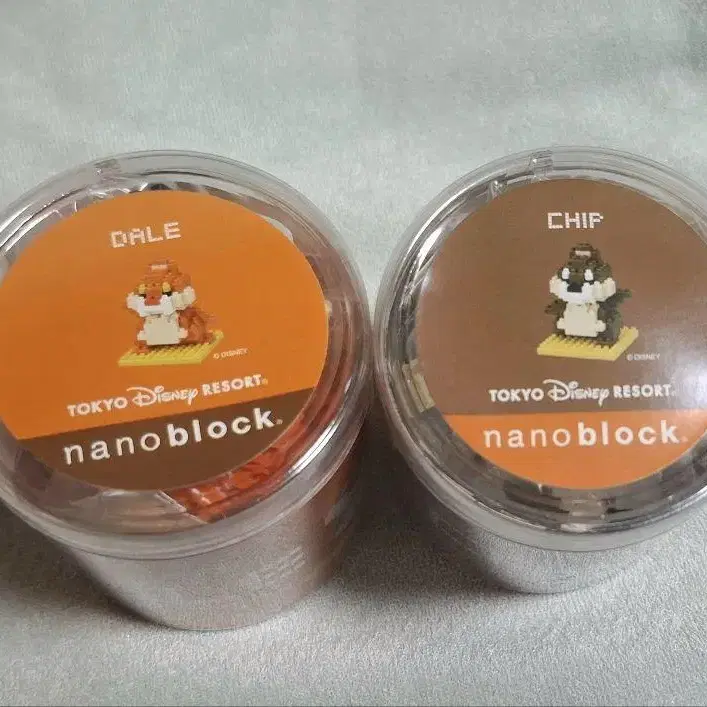 DALE
© DISNEY
TOKYO Disney RESORT®
nanoblock®
CHIP
© DISNEY
TOKYO Disney RESORT®
nanoblock®